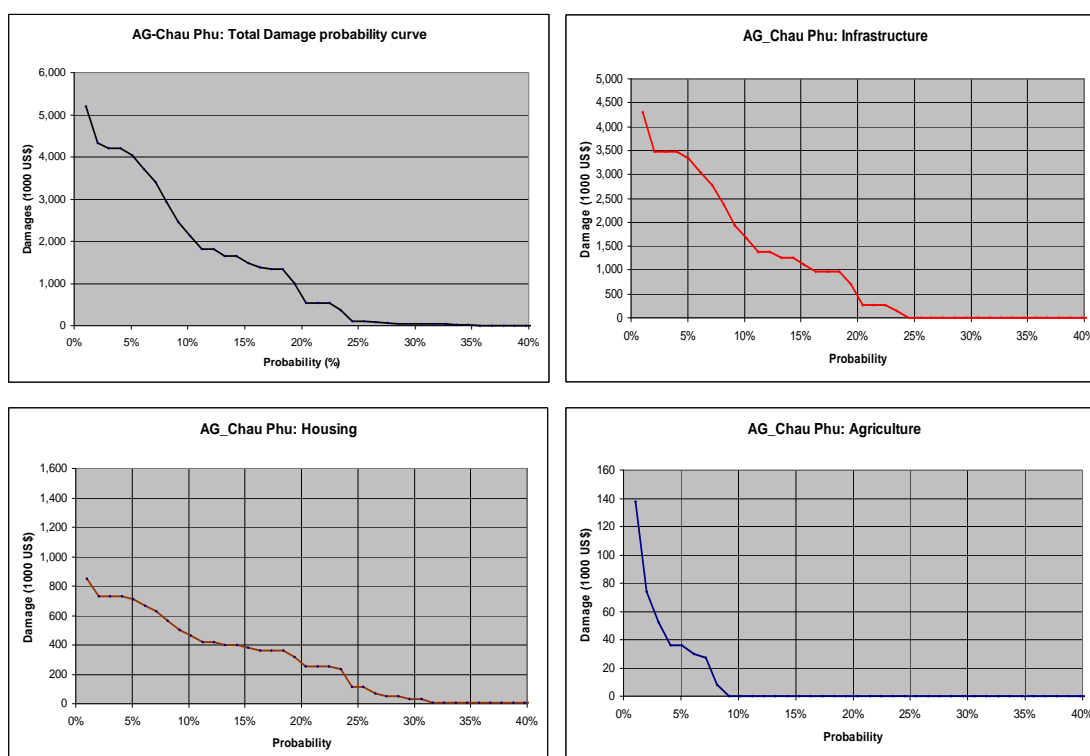 AG-Chau Phu: Total Damage probability curve
6,000
5,000
4,000
3,000
2,000
1,000
0
Damages (1000 US$)
0% 5% 10% 15% 20% 25% 30% 35% 40%
Probability (%)
AG_Chau Phu: Infrastructure
5,000
4,500
4,000
3,500
3,000
2,500
2,000
1,500
1,000
500
0
Damage (1000 US$)
0% 5% 10% 15% 20% 25% 30% 35% 40%
Probability
AG_Chau Phu: Housing
1,600
1,400
1,200
1,000
800
600
400
200
0
Damage (1000 US$)
0% 5% 10% 15% 20% 25% 30% 35% 40%
Probability
AG_Chau Phu: Agriculture
160
140
120
100
80
60
40
20
0
Damage (1000 US$)
0% 5% 10% 15% 20% 25% 30% 35% 40%
Probability